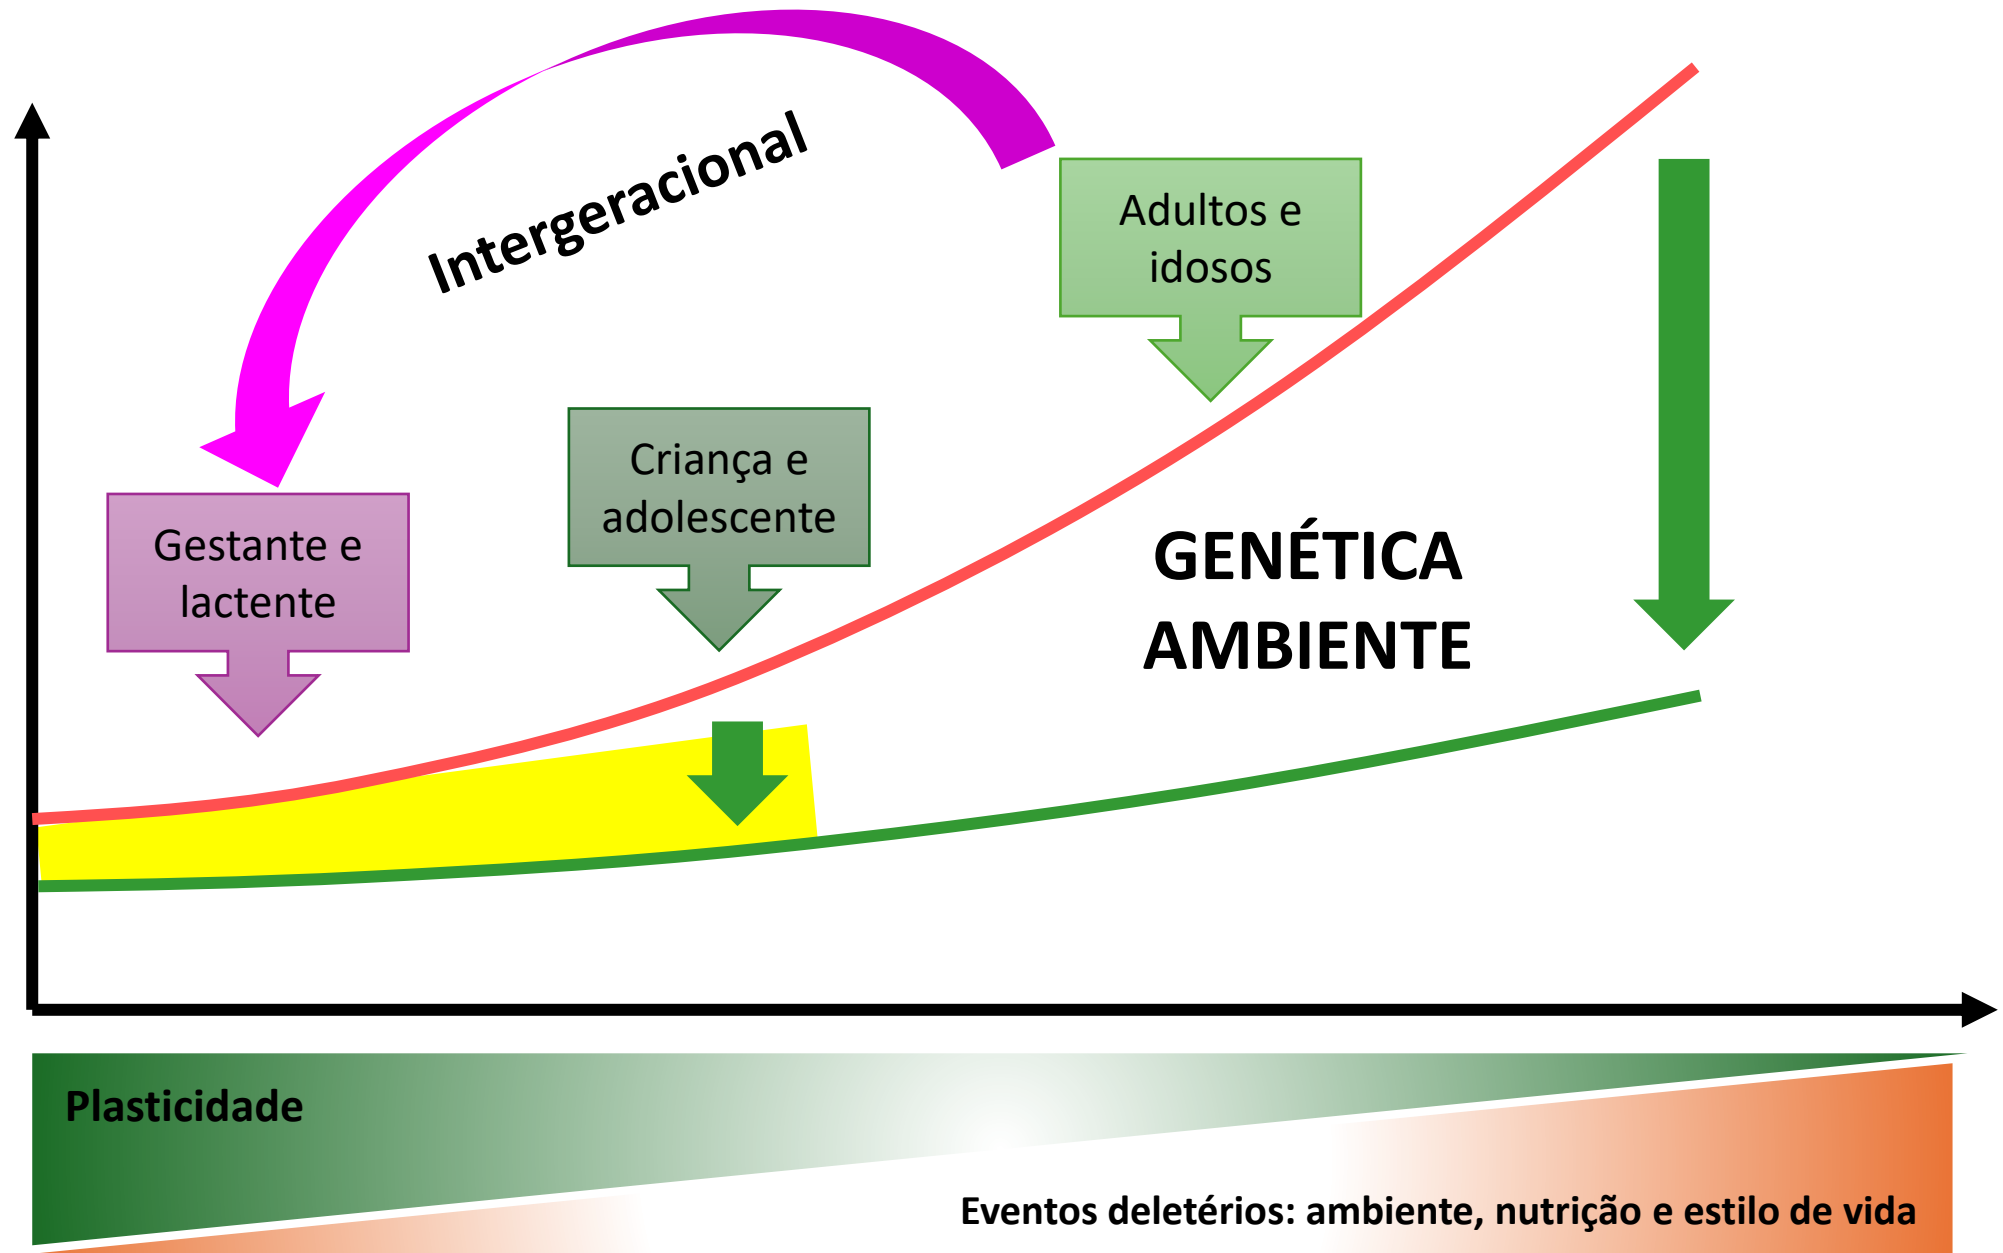 Intergeracional
Adultos e
idosos
Criança e
adolescente
Gestante e
lactente
GENÉTICA
AMBIENTE
Plasticidade
Eventos deletérios: ambiente, nutrição e estilo de vida